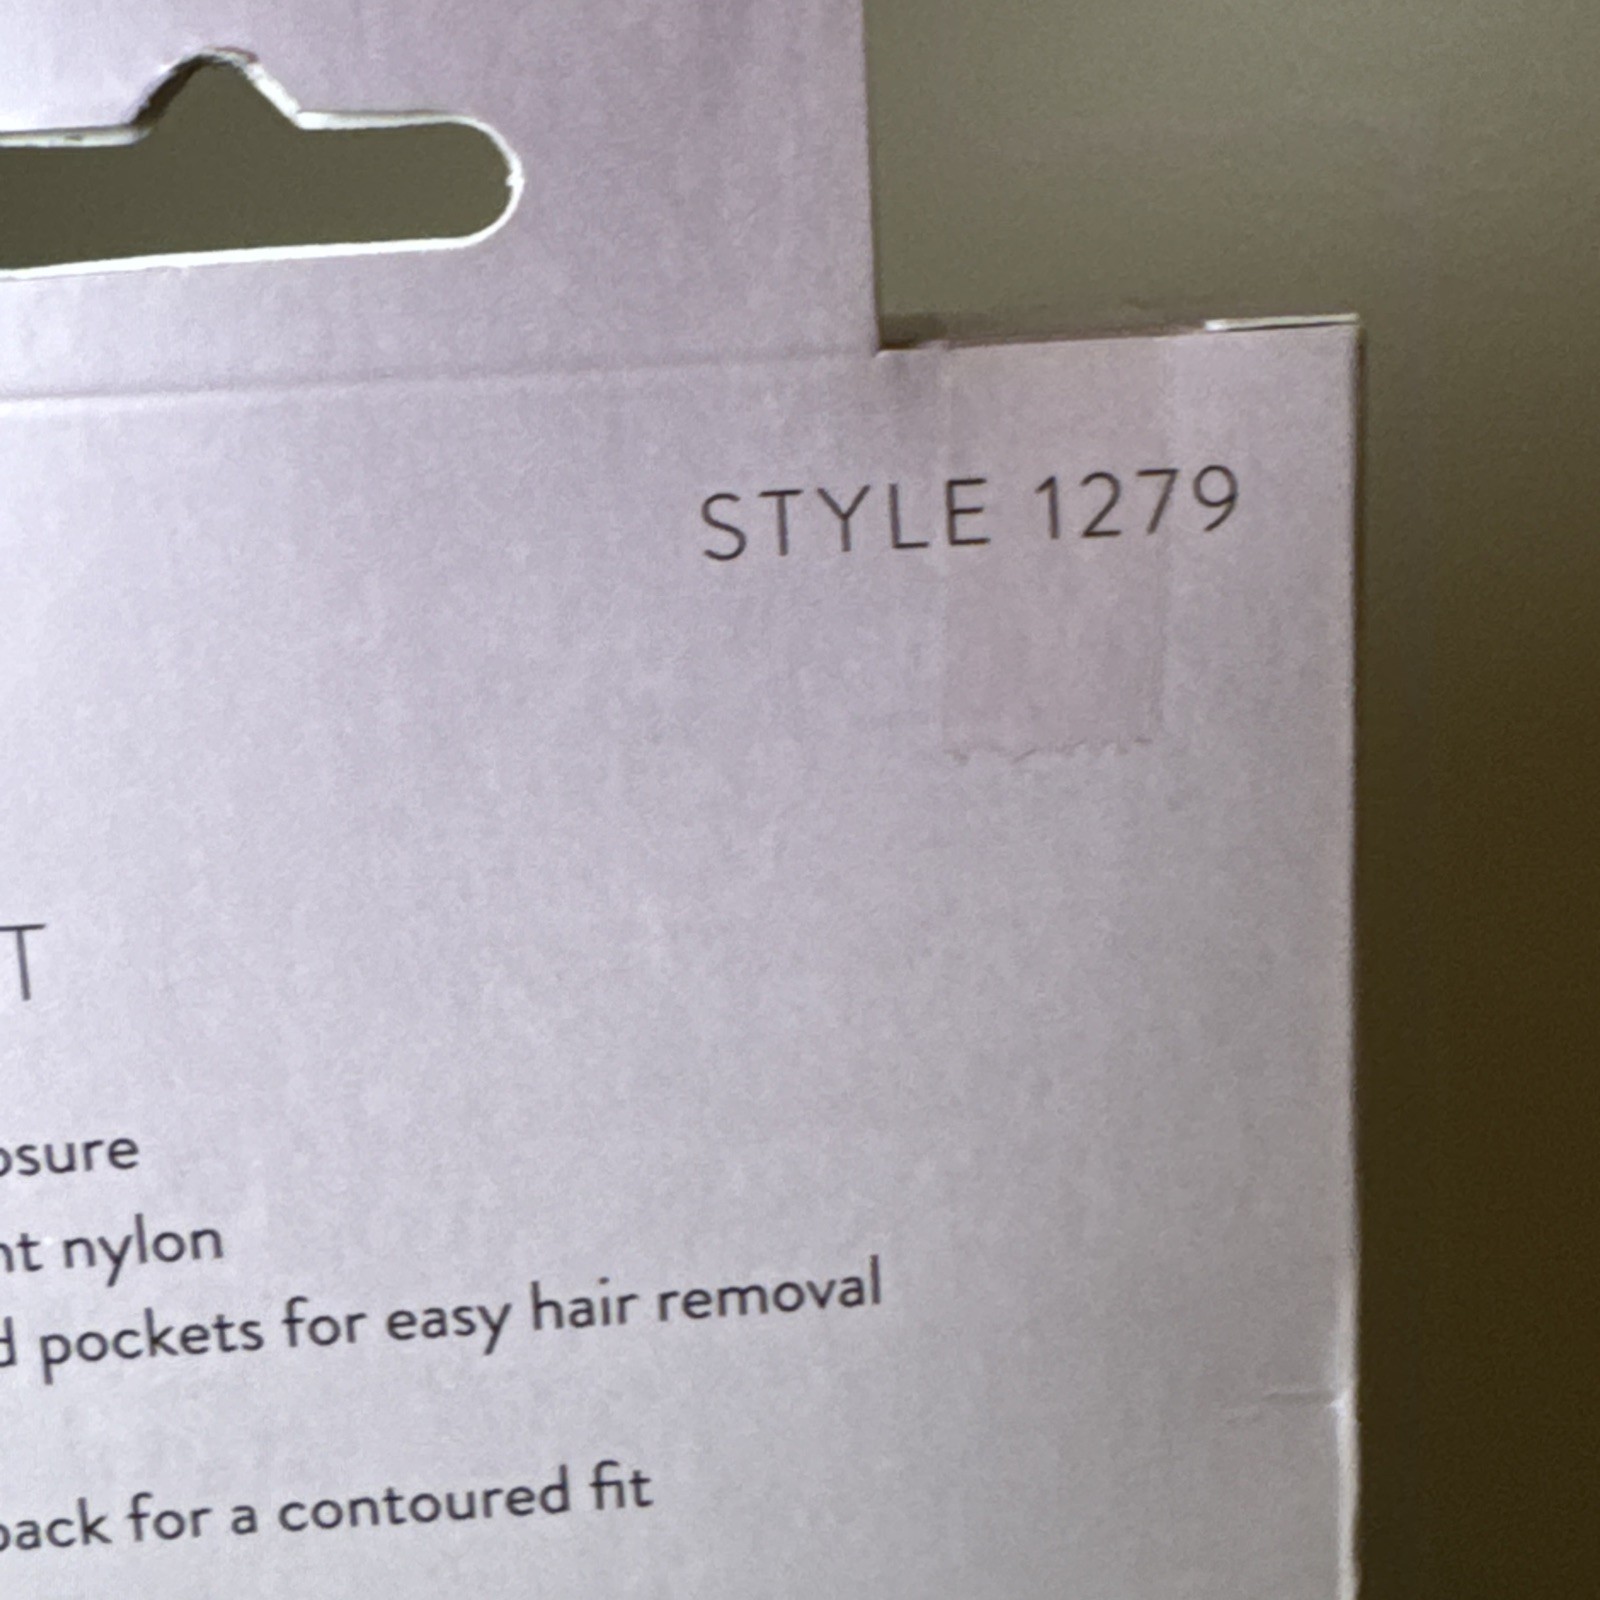 STYLE 1279
T
osure
nt nylon
d pockets for easy hair removal
back for a contoured fit